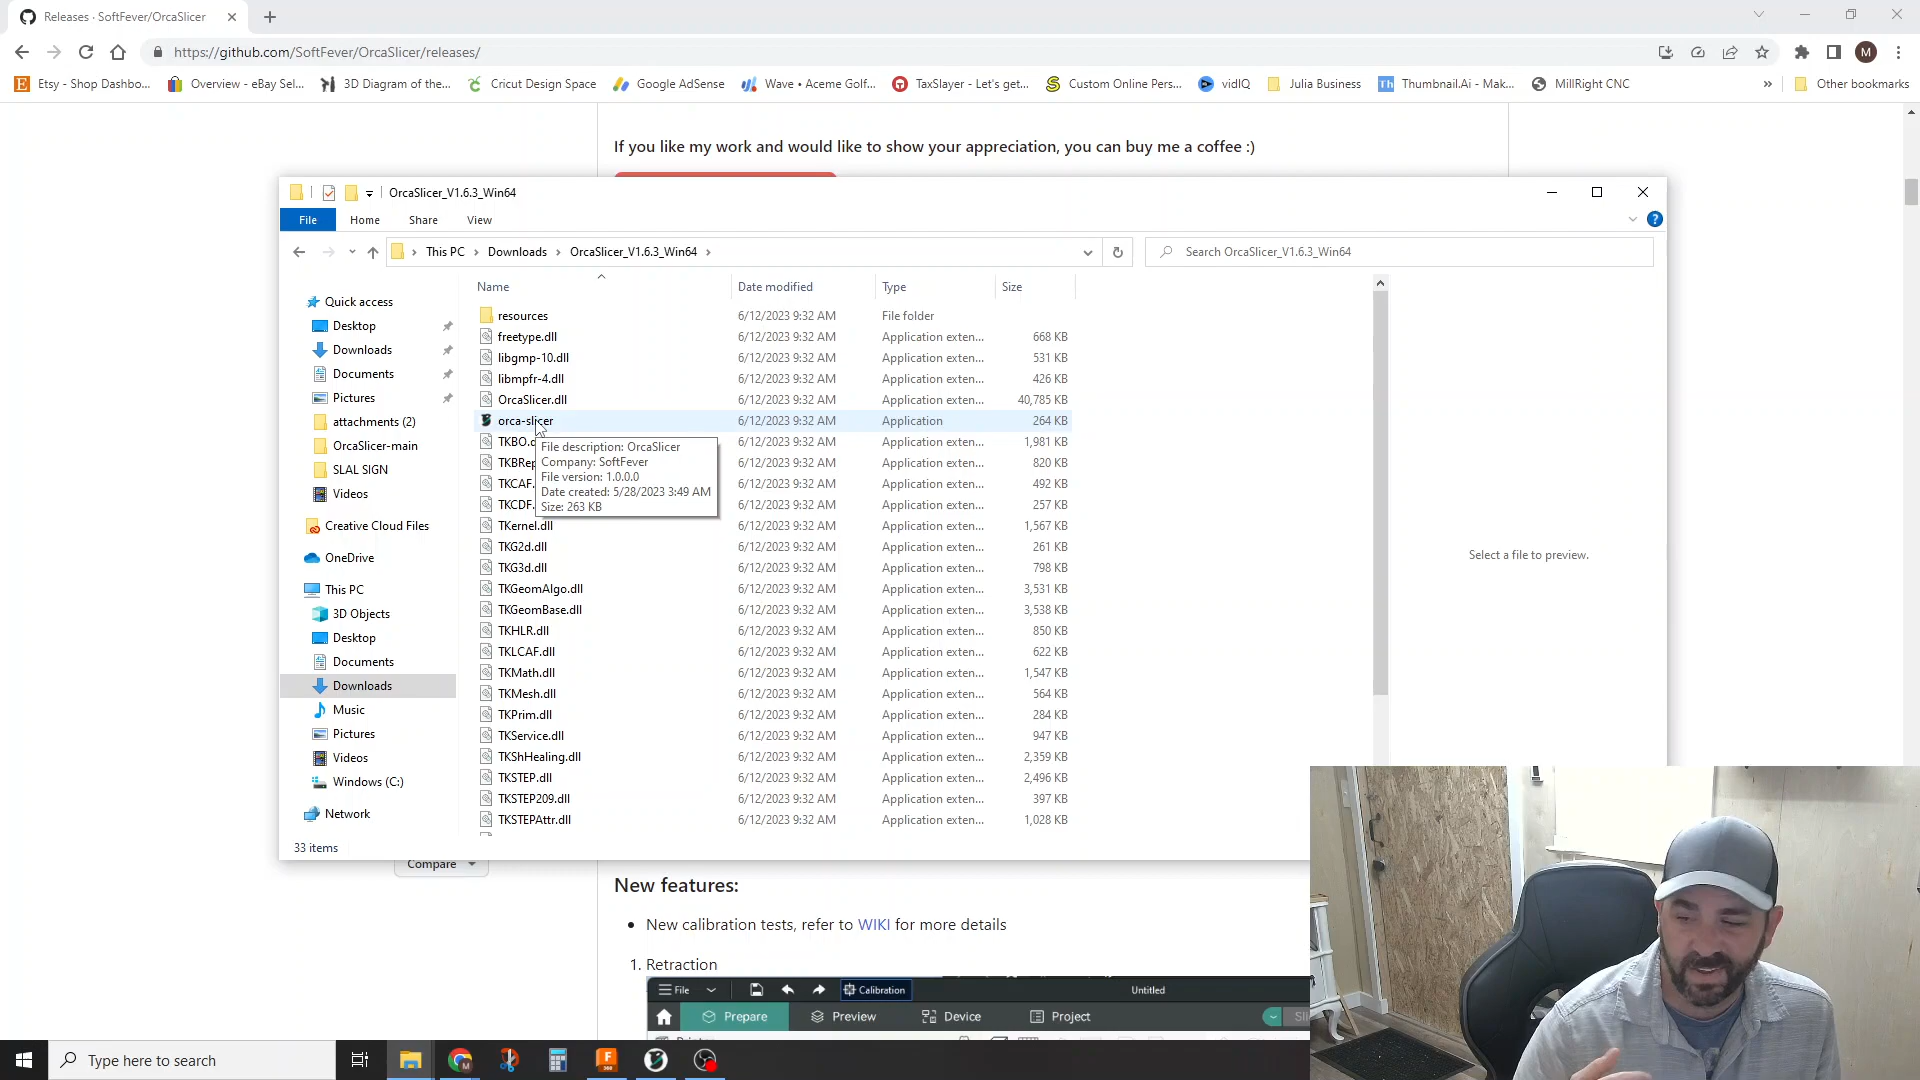 Releases · SoftFever/OrcaSlicer
https://github.com/SoftFever/OrcaSlicer/releases/
M
Etsy - Shop Dashbo...
Overview - eBay Sel...
3D Diagram of the...
Cricut Design Space
Google AdSense
Wave • Aceme Golf...
TaxSlayer - Let's get...
Custom Online Pers...
vidIQ
Julia Business
Thumbnail.Ai - Mak...
MillRight CNC
»
Other bookmarks
If you like my work and would like to show your appreciation, you can buy me a coffee :)
OrcaSlicer_V1.6.3_Win64
File Home Share View
This PC > Downloads > OrcaSlicer_V1.6.3_Win64 >
Search OrcaSlicer_V1.6.3_Win64
Name Date modified Type Size
Quick access
Desktop
Downloads
Documents
Pictures
attachments (2)
OrcaSlicer-main
SLAL SIGN
Videos
Creative Cloud Files
OneDrive
This PC
3D Objects
Desktop
Documents
Downloads
Music
Pictures
Videos
Windows (C:)
Network
resources 6/12/2023 9:32 AM File folder
freetype.dll 6/12/2023 9:32 AM Application exten... 668 KB
libgmp-10.dll 6/12/2023 9:32 AM Application exten... 531 KB
libmpfr-4.dll 6/12/2023 9:32 AM Application exten... 426 KB
OrcaSlicer.dll 6/12/2023 9:32 AM Application exten... 40,785 KB
orca-slicer 6/12/2023 9:32 AM Application 264 KB
TKBO.d 6/12/2023 9:32 AM Application exten... 1,981 KB
TKBRep 6/12/2023 9:32 AM Application exten... 820 KB
TKCAF. 6/12/2023 9:32 AM Application exten... 492 KB
TKCDF. 6/12/2023 9:32 AM Application exten... 257 KB
TKernel.dll 6/12/2023 9:32 AM Application exten... 1,567 KB
TKG2d.dll 6/12/2023 9:32 AM Application exten... 261 KB
TKG3d.dll 6/12/2023 9:32 AM Application exten... 798 KB
TKGeomAlgo.dll 6/12/2023 9:32 AM Application exten... 3,531 KB
TKGeomBase.dll 6/12/2023 9:32 AM Application exten... 3,538 KB
TKHLR.dll 6/12/2023 9:32 AM Application exten... 850 KB
TKLCAF.dll 6/12/2023 9:32 AM Application exten... 622 KB
TKMath.dll 6/12/2023 9:32 AM Application exten... 1,547 KB
TKMesh.dll 6/12/2023 9:32 AM Application exten... 564 KB
TKPrim.dll 6/12/2023 9:32 AM Application exten... 284 KB
TKService.dll 6/12/2023 9:32 AM Application exten... 947 KB
TKShHealing.dll 6/12/2023 9:32 AM Application exten... 2,359 KB
TKSTEP.dll 6/12/2023 9:32 AM Application exten... 2,496 KB
TKSTEP209.dll 6/12/2023 9:32 AM Application exten... 397 KB
TKSTEPAttr.dll 6/12/2023 9:32 AM Application exten... 1,028 KB
File description: OrcaSlicer
Company: SoftFever
File version: 1.0.0.0
Date created: 5/28/2023 3:49 AM
Size: 263 KB
Select a file to preview.
33 items
Compare
New features:
• New calibration tests, refer to WIKI for more details
1. Retraction
File Calibration Untitled
Prepare Preview Device Project Sli
Type here to search